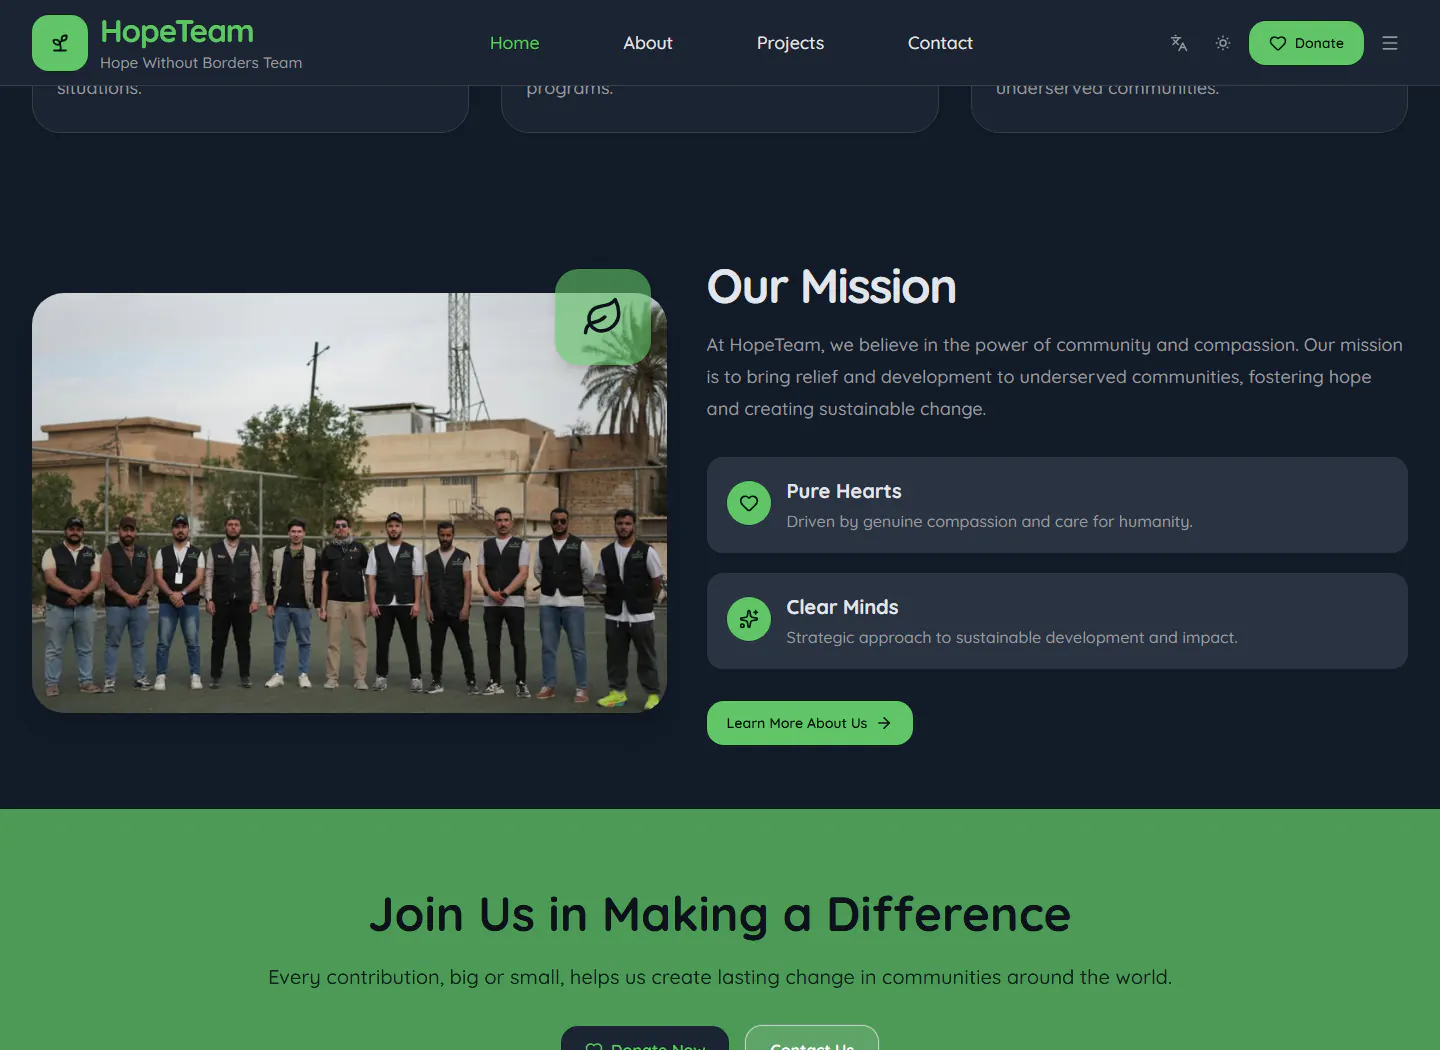 HopeTeam
Hope Without Borders Team
Home
About
Projects
Contact
Donate
situations.
programs.
underserved communities.
Our Mission
At HopeTeam, we believe in the power of community and compassion. Our mission
is to bring relief and development to underserved communities, fostering hope
and creating sustainable change.
Pure Hearts
Driven by genuine compassion and care for humanity.
Clear Minds
Strategic approach to sustainable development and impact.
Learn More About Us
Join Us in Making a Difference
Every contribution, big or small, helps us create lasting change in communities around the world.
Donate Now
Contact Us